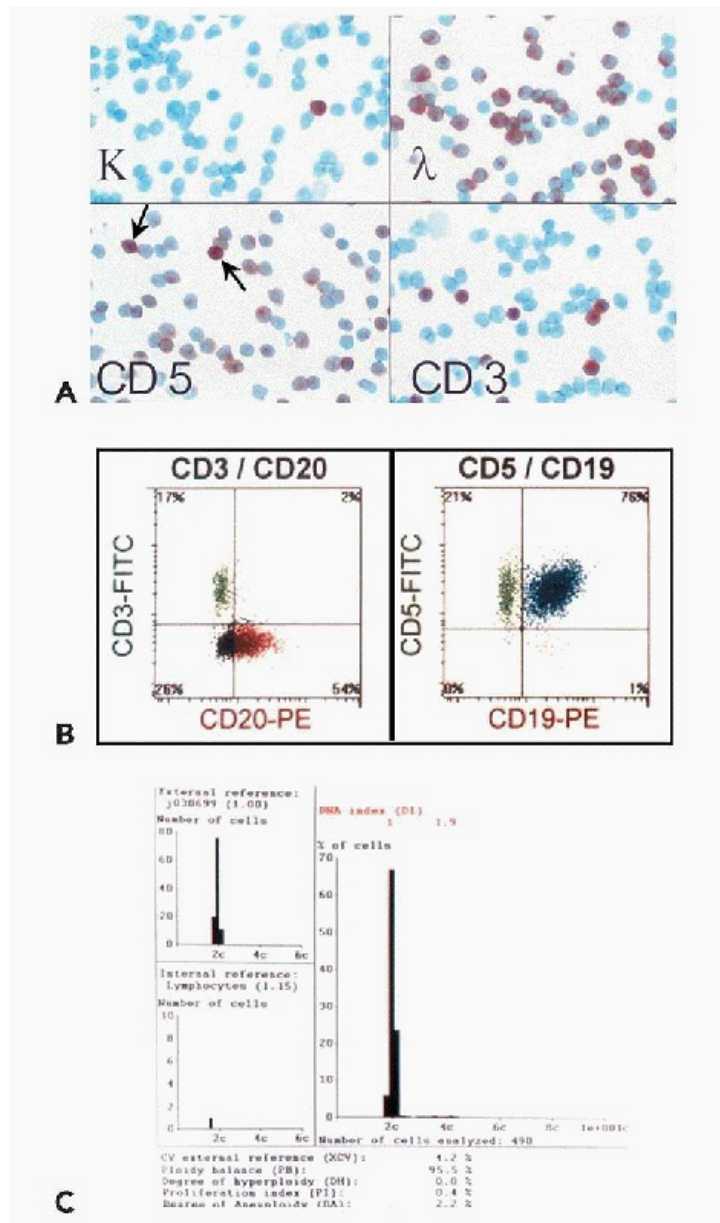 K
λ
CD 5
CD 3
A
CD3 / CD20
CD5 / CD19
17%
2%
21%
76%
CD3-FITC
CD5-FITC
26%
54%
0%
1%
CD20-PE
CD19-PE
B
External reference:
j030699 (1.00)
Number of cells
80
60
40
20
0
2c 4c 6c
Internal reference:
Lymphocytes (1.15)
Number of cells
10
8
6
4
2
0
2c 4c 6c
DNA index (DI)
1 1.9
% of cells
70
60
50
40
30
20
10
0
2c 4c 6c 8c
Number of cells analyzed: 490
CV external reference (XCV): 4.2 %
Ploidy balance (PB): 95.5 %
Degree of hyperploidy (DH): 0.0 %
Proliferation index (PI): 0.4 %
Degree of Aneuploidy (DA): 2.2 %
C